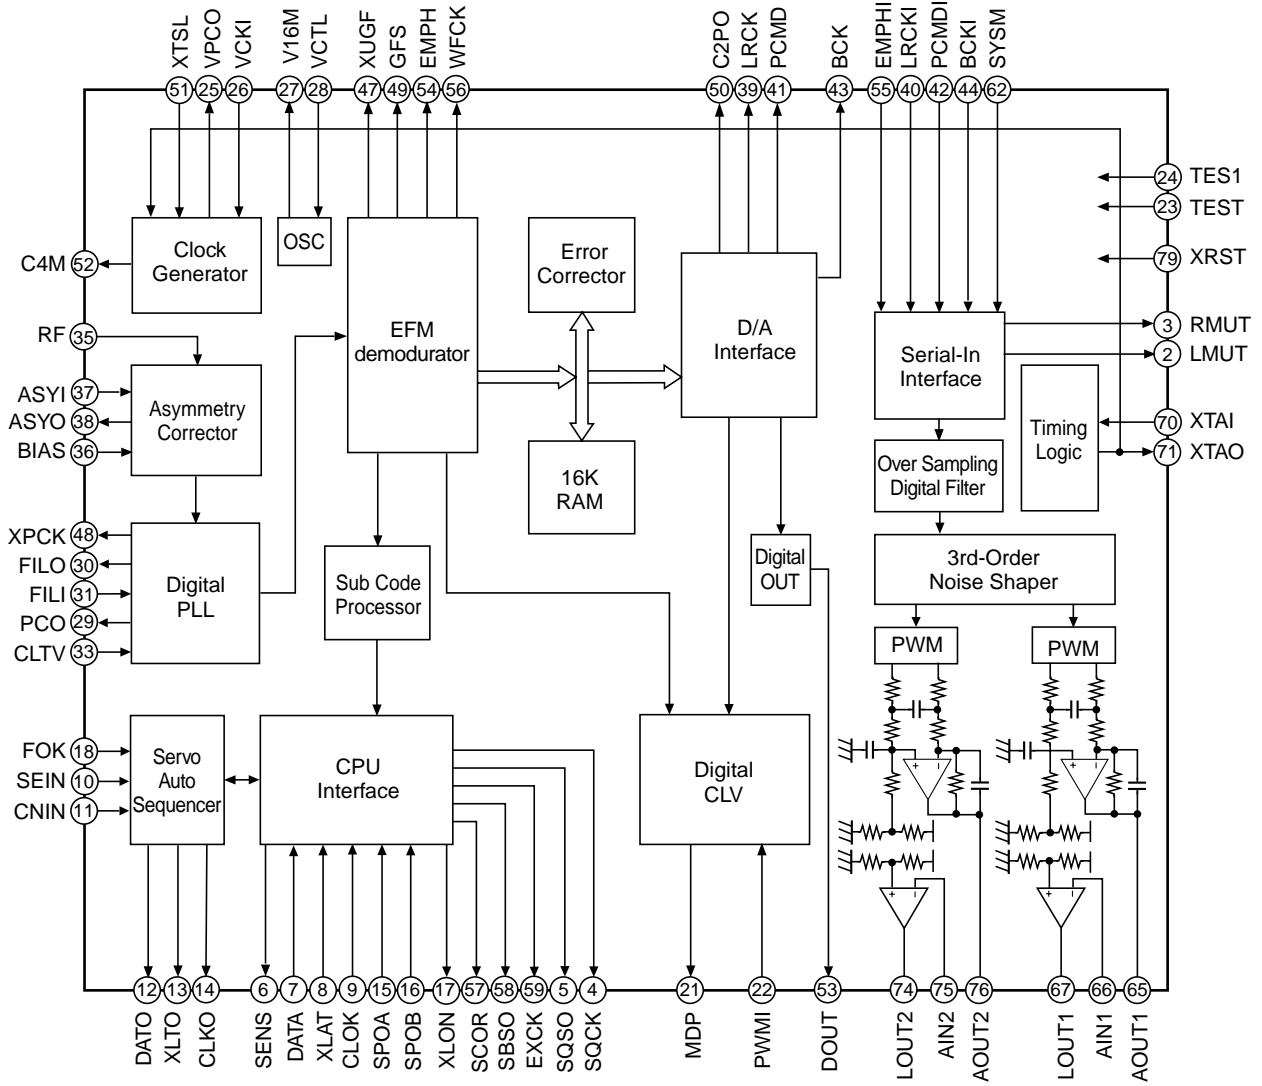 XTSL
VPCO
VCKI
V16M
VCTL
XUGF
GFS
EMPH
WFCK
C2PO
LRCK
PCMD
BCK
EMPHI
LRCKI
PCMDI
BCKI
SYSM
51
25
26
27
28
47
49
54
56
50
39
41
43
55
40
42
44
62
24 TES1
23 TEST
79 XRST
3 RMUT
2 LMUT
70 XTAI
71 XTAO
C4M 52
RF 35
ASYI 37
ASYO 38
BIAS 36
XPCK 48
FILO 30
FILI 31
PCO 29
CLTV 33
FOK 18
SEIN 10
CNIN 11
Clock
Generator
OSC
EFM
demodurator
Error
Corrector
D/A
Interface
Serial-In
Interface
Timing
Logic
Asymmetry
Corrector
16K
RAM
Over Sampling
Digital Filter
Digital
PLL
Sub Code
Processor
Digital
OUT
3rd-Order
Noise Shaper
PWM
PWM
Servo
Auto
Sequencer
CPU
Interface
Digital
CLV
+ −
+ −
+ −
+ −
12
13
14
6
7
8
9
15
16
17
57
58
59
5
4
21
22
53
74
75
76
67
66
65
DATO
XLTO
CLKO
SENS
DATA
XLAT
CLOK
SPOA
SPOB
XLON
SCOR
SBSO
EXCK
SQSO
SQCK
MDP
PWMI
DOUT
LOUT2
AIN2
AOUT2
LOUT1
AIN1
AOUT1